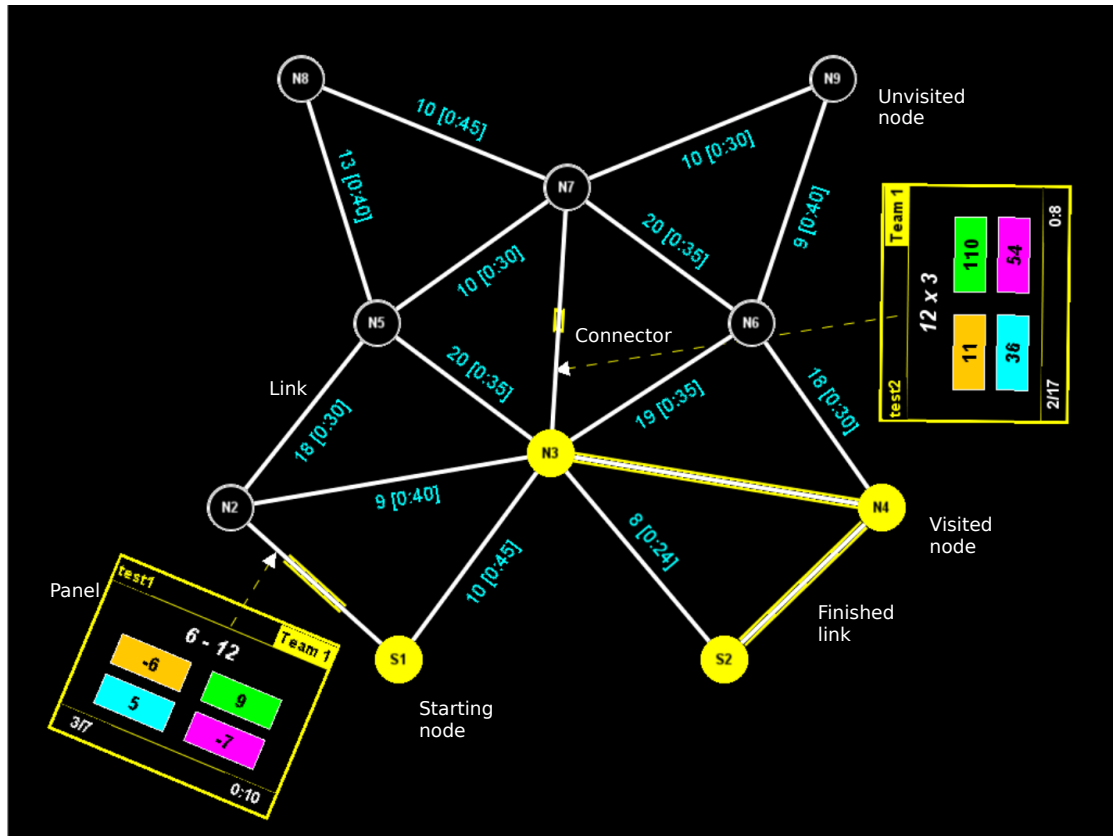 N8
N9
Unvisited
node
10 [0:45]
10 [0:30]
13 [0:40]
N7
9 [0:40]
20 [0:35]
10 [0:30]
Team 1
test2
12 x 3
110
54
11
36
0:8
2/17
N5
N6
Connector
Link
20 [0:35]
19 [0:35]
18 [0:30]
18 [0:30]
N3
9 [0:40]
N2
N4
8 [0:24]
10 [0:45]
Visited
node
Panel
test1
Team 1
6 - 12
-6
9
5
-7
3/7
0:10
Finished
link
S1
S2
Starting
node